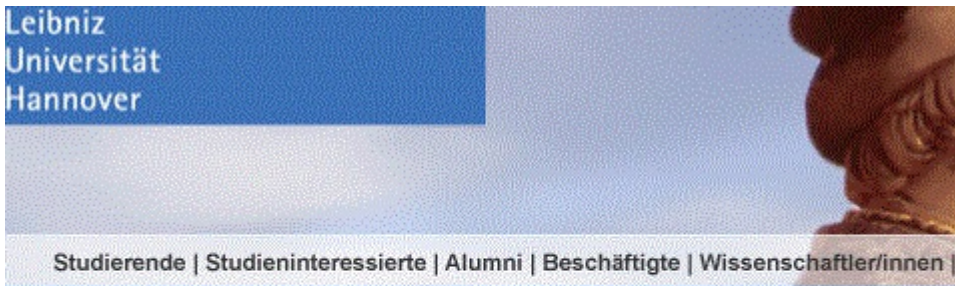 Leibniz
Universität
Hannover
Studierende | Studieninteressierte | Alumni | Beschäftigte | Wissenschaftler/innen |